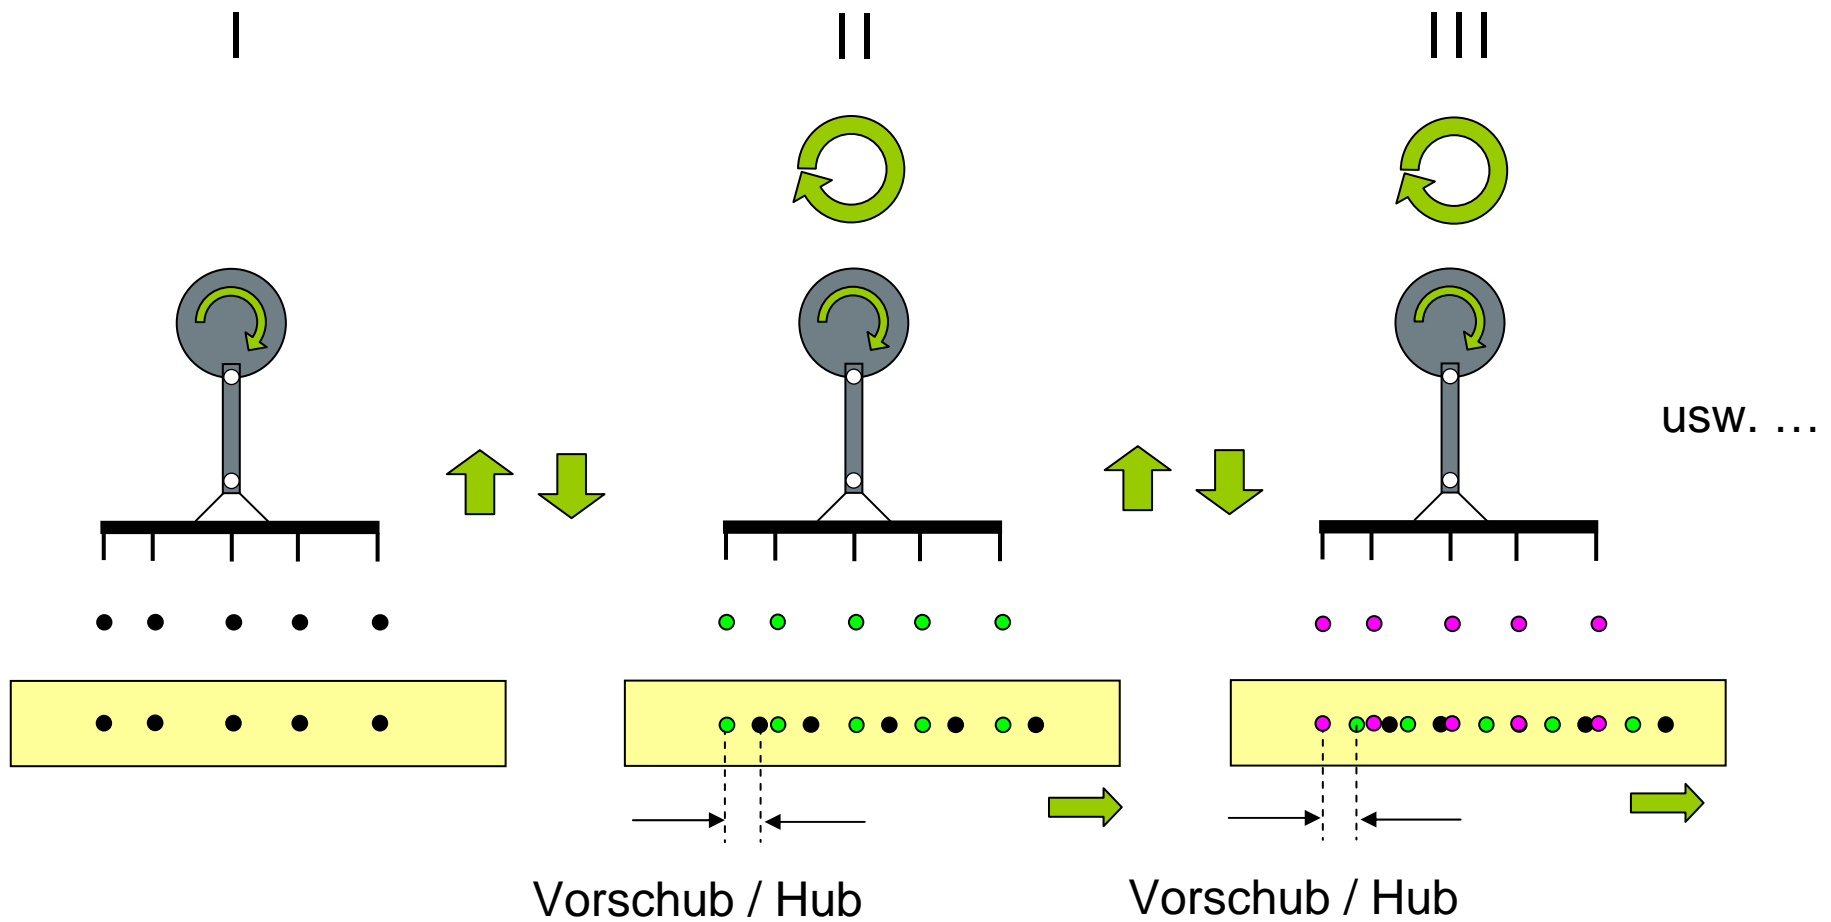 I
II
III
usw. …
Vorschub / Hub
Vorschub / Hub